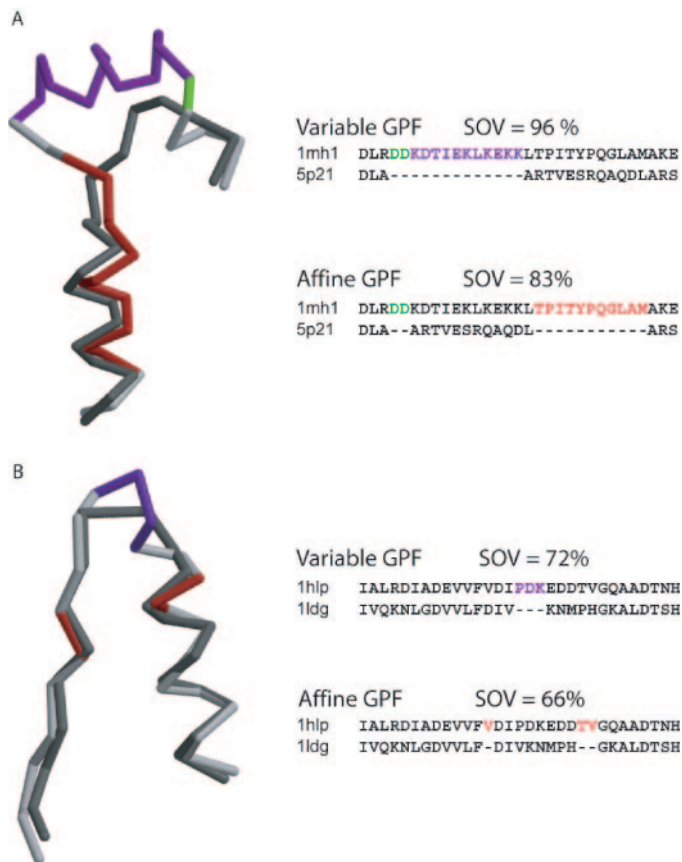 A
Variable GPF SOV = 96 %
1mh1 DLRDDKDTIEKLKEKKLTPITYPQGLAMAKE
5p21 DLA-------------ARTVESRQAQDLARS
Affine GPF SOV = 83%
1mh1 DLRDDKDTIEKLKEKKLTPITYPQGLAMAKE
5p21 DLA--ARTVESRQAQDL-----------ARS
B
Variable GPF SOV = 72%
1hlp IALRDIADEVVFVDIPDKEDDTVGQAADTNH
1ldg IVQKNLGDVVLFDIV---KNMPHGKALDTSH
Affine GPF SOV = 66%
1hlp IALRDIADEVVFVDIPDKEDDTVGQAADTNH
1ldg IVQKNLGDVVLF-DIVKNMPH--GKALDTSH